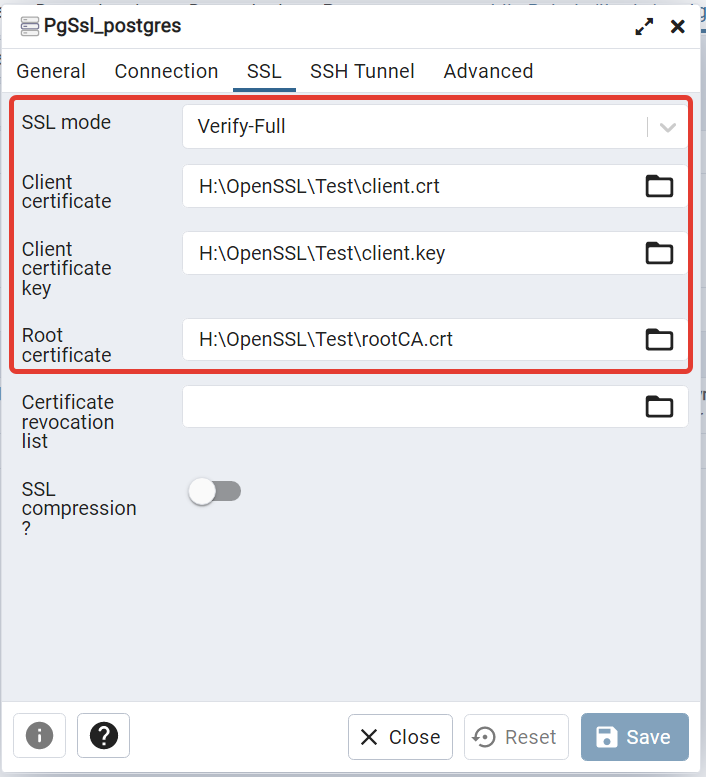 PgSsl_postgres
General Connection SSL SSH Tunnel Advanced
SSL mode
Verify-Full
Client
certificate
H:\OpenSSL\Test\client.crt
Client
certificate
key
H:\OpenSSL\Test\client.key
Root
certificate
H:\OpenSSL\Test\rootCA.crt
Certificate
revocation
list
SSL
compression
?
Close Reset Save